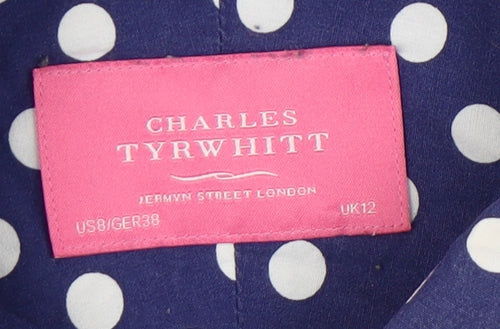 CHARLES
TYRWHITT
JERMYN STREET LONDON
US8/GER38 UK12